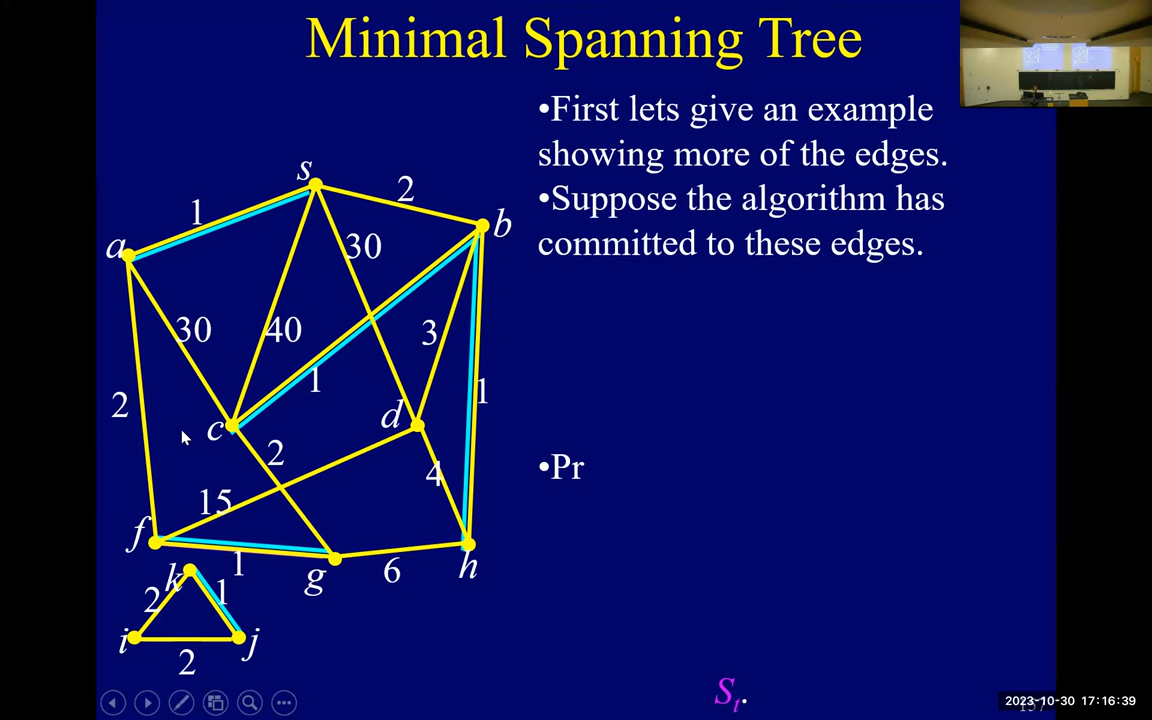 Minimal Spanning Tree
•First lets give an example
showing more of the edges.
•Suppose the algorithm has
committed to these edges.
•Pr
s
2
1
b
a
30
30
40
3
1
1
2
c
d
2
4
15
f
1
g
6
h
k
2
1
i
j
2
S t.
2023-10-30 17:16:39